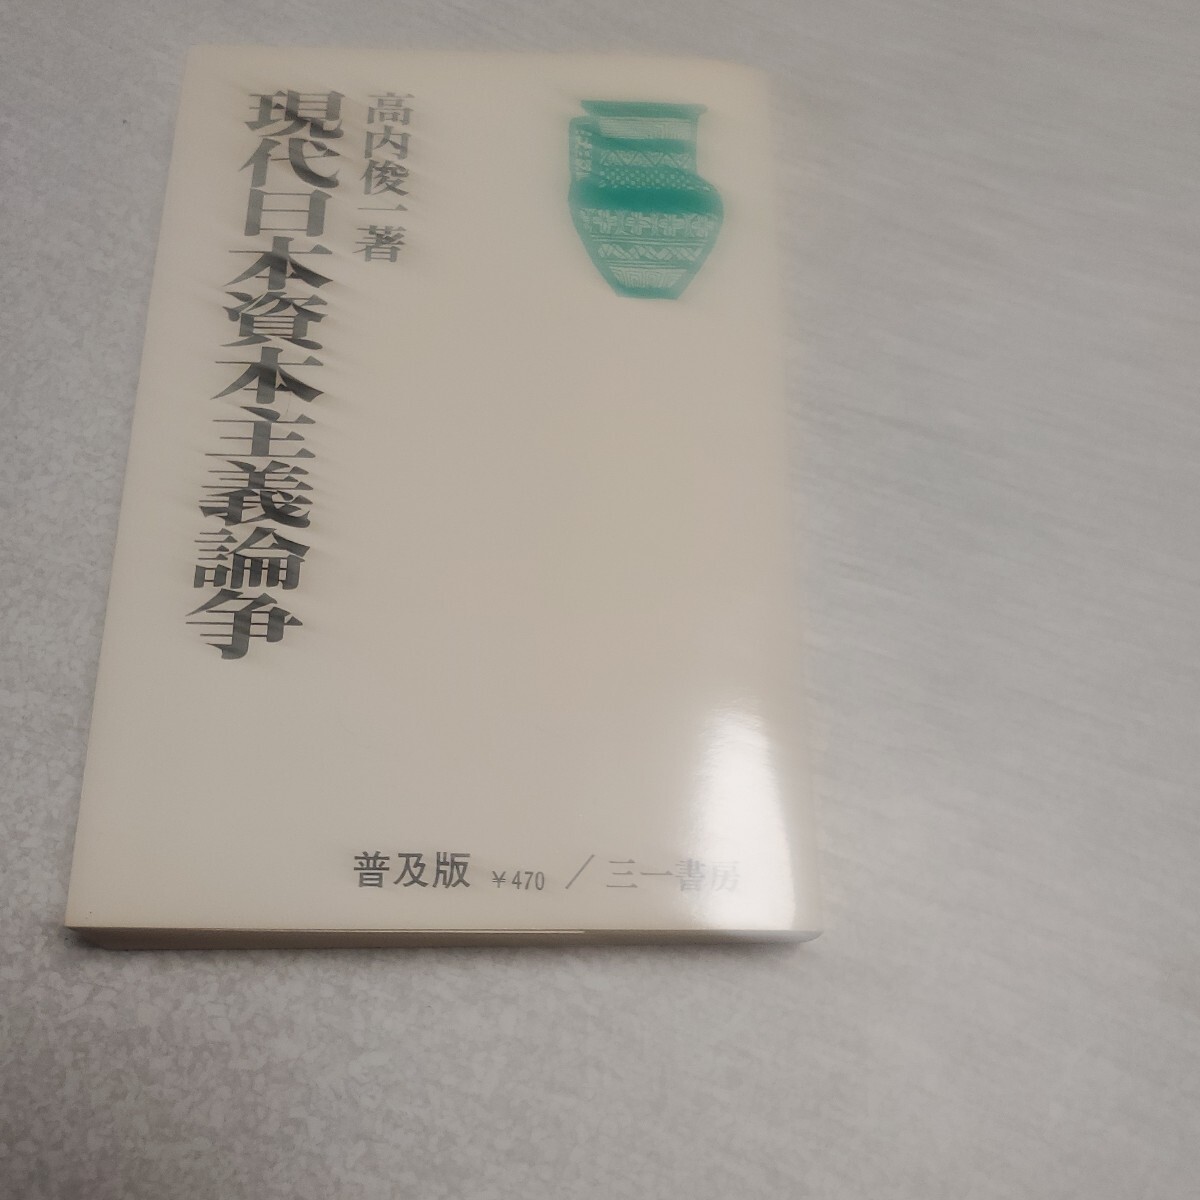 高内俊一著
現代日本資本主義論争
普及版 ¥470 / 三一書房